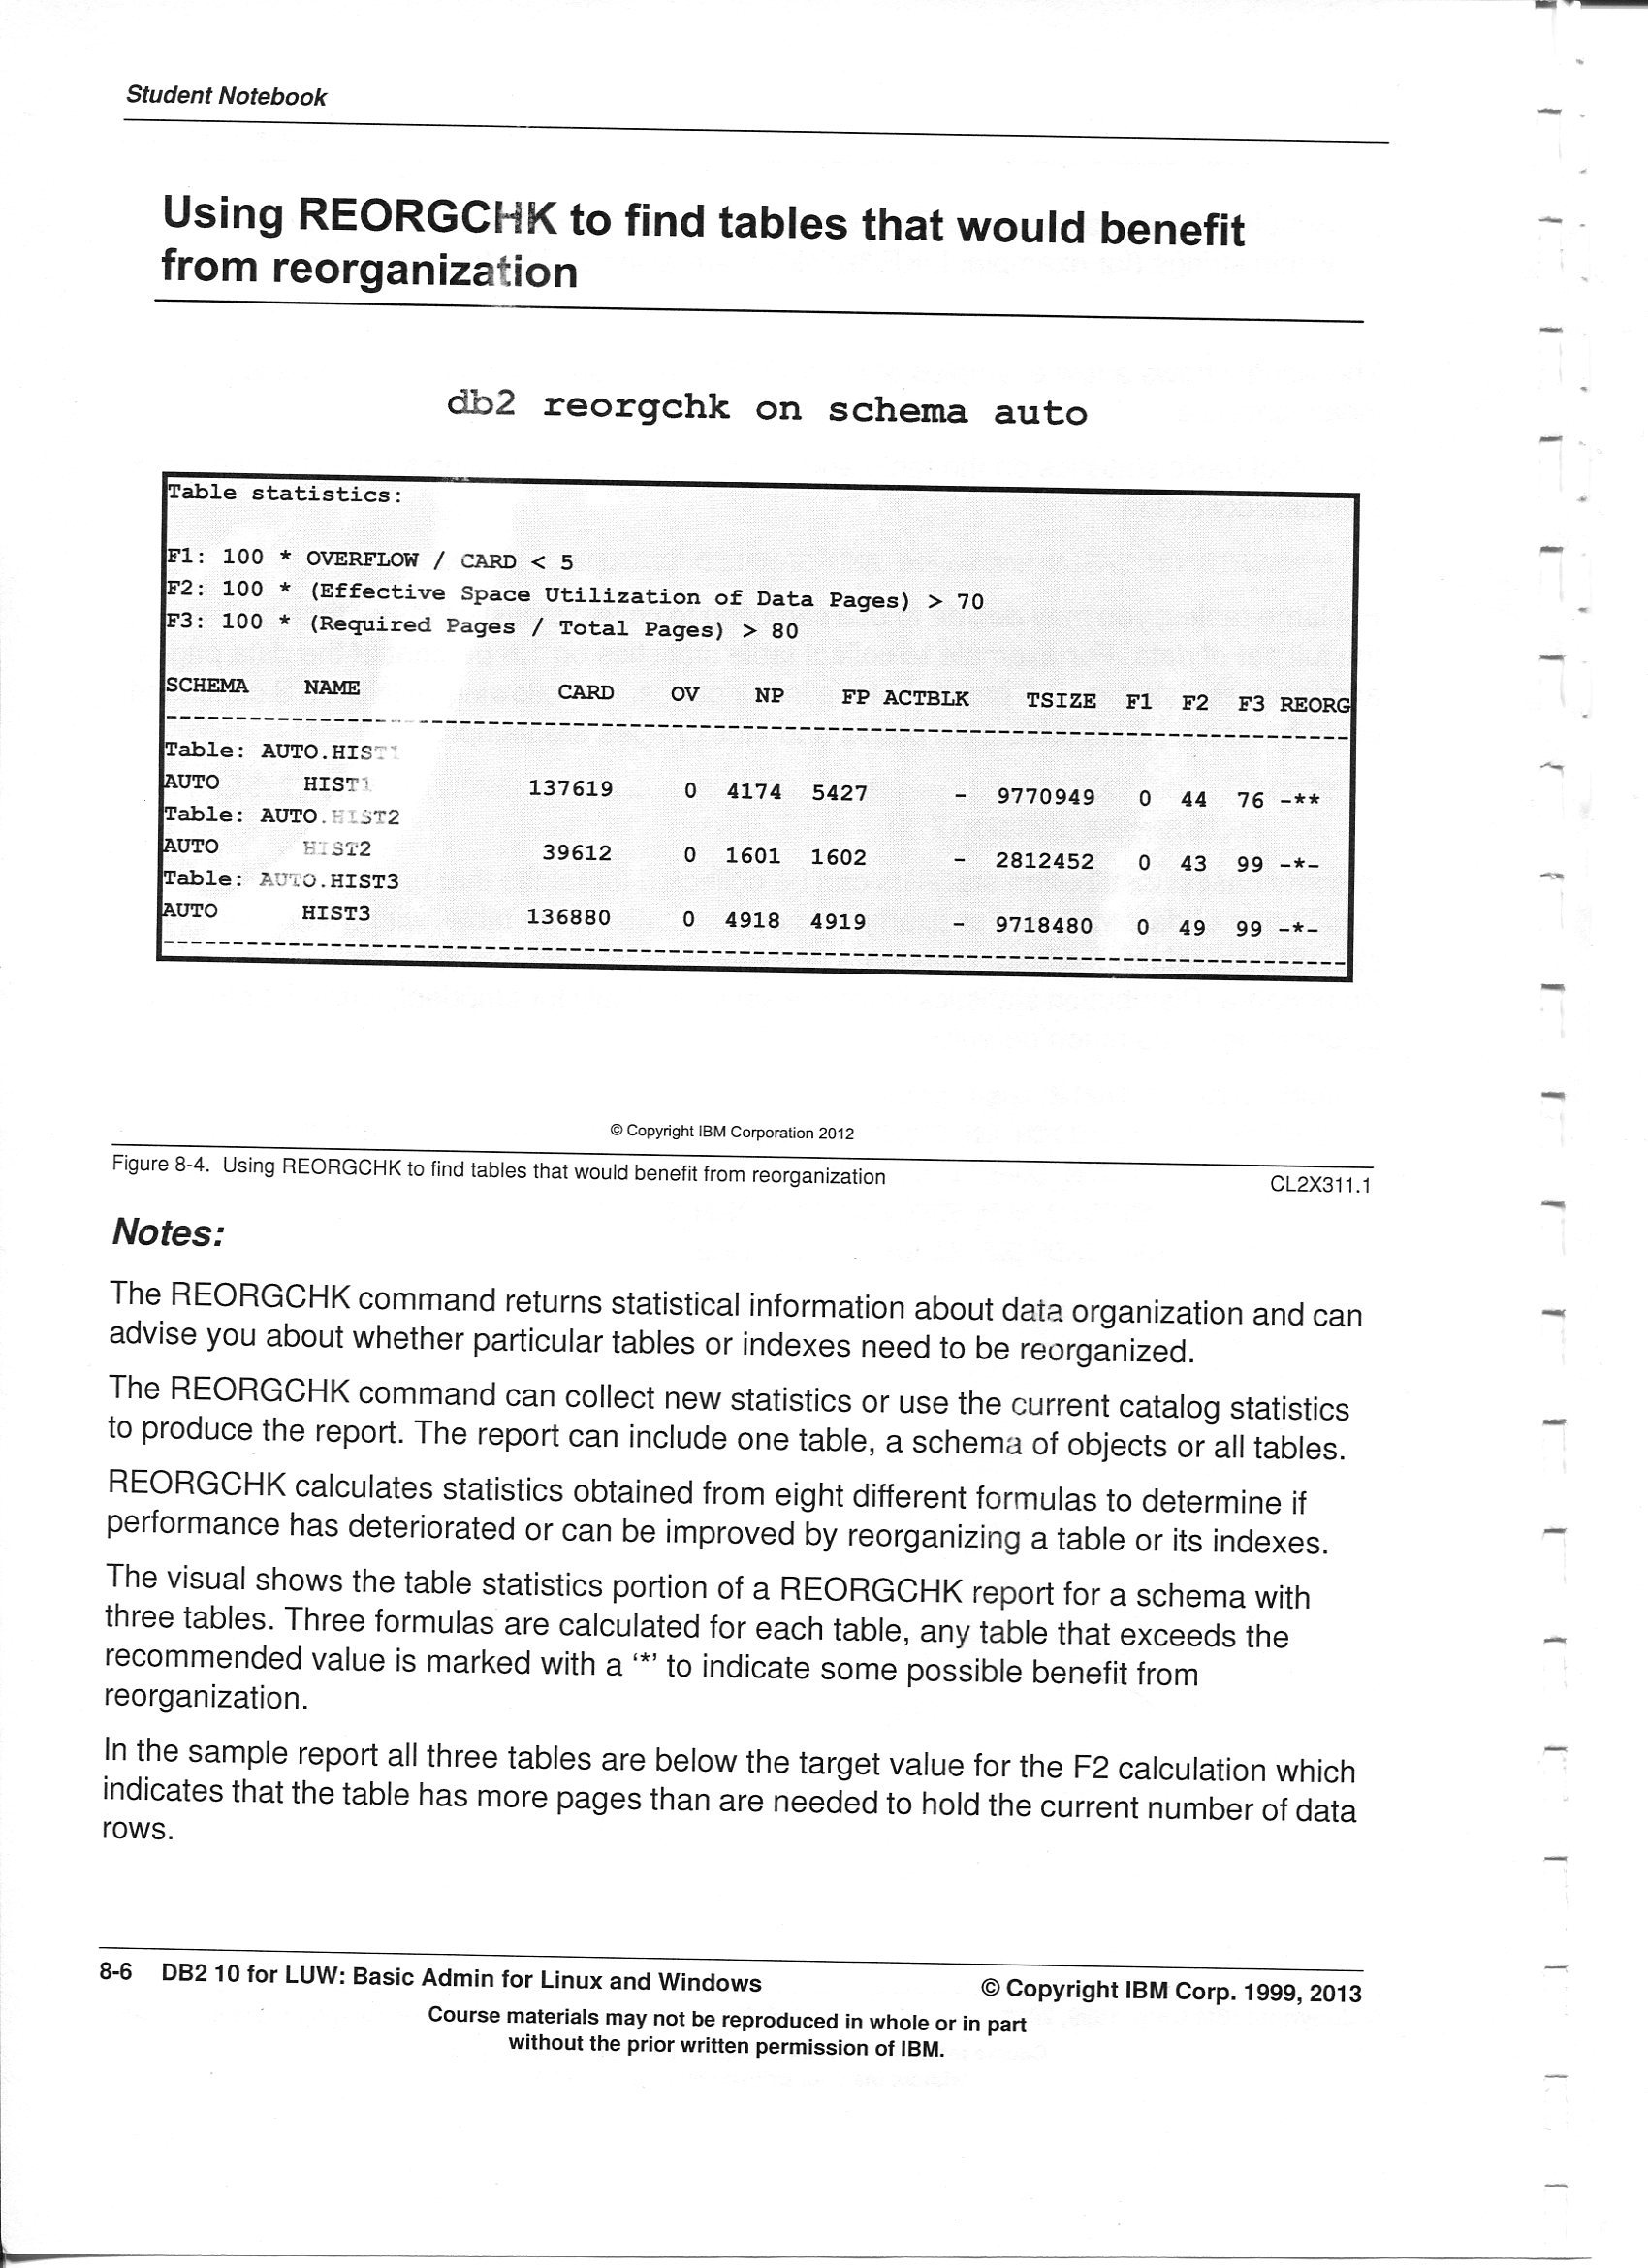 Student Notebook
Using REORGCHK to find tables that would benefit
from reorganization
db2 reorgchk on schema auto
Table statistics:
F1: 100 * OVERFLOW / CARD < 5
F2: 100 * (Effective Space Utilization of Data Pages) > 70
F3: 100 * (Required Pages / Total Pages) > 80
SCHEMA NAME CARD OV NP FP ACTBLK TSIZE F1 F2 F3 REORG
----------------------------------------------------------------------------------------
Table: AUTO.HIST1
AUTO HIST1 137619 0 4174 5427 - 9770949 0 44 76 -**
Table: AUTO.HIST2
AUTO HIST2 39612 0 1601 1602 - 2812452 0 43 99 -*-
Table: AUTO.HIST3
AUTO HIST3 136880 0 4918 4919 - 9718480 0 49 99 -*-
----------------------------------------------------------------------------------------
© Copyright IBM Corporation 2012
Figure 8-4. Using REORGCHK to find tables that would benefit from reorganization CL2X311.1
Notes:
The REORGCHK command returns statistical information about data organization and can
advise you about whether particular tables or indexes need to be reorganized.
The REORGCHK command can collect new statistics or use the current catalog statistics
to produce the report. The report can include one table, a schema of objects or all tables.
REORGCHK calculates statistics obtained from eight different formulas to determine if
performance has deteriorated or can be improved by reorganizing a table or its indexes.
The visual shows the table statistics portion of a REORGCHK report for a schema with
three tables. Three formulas are calculated for each table, any table that exceeds the
recommended value is marked with a ‘*’ to indicate some possible benefit from
reorganization.
In the sample report all three tables are below the target value for the F2 calculation which
indicates that the table has more pages than are needed to hold the current number of data
rows.
8-6 DB2 10 for LUW: Basic Admin for Linux and Windows © Copyright IBM Corp. 1999, 2013
Course materials may not be reproduced in whole or in part
without the prior written permission of IBM.